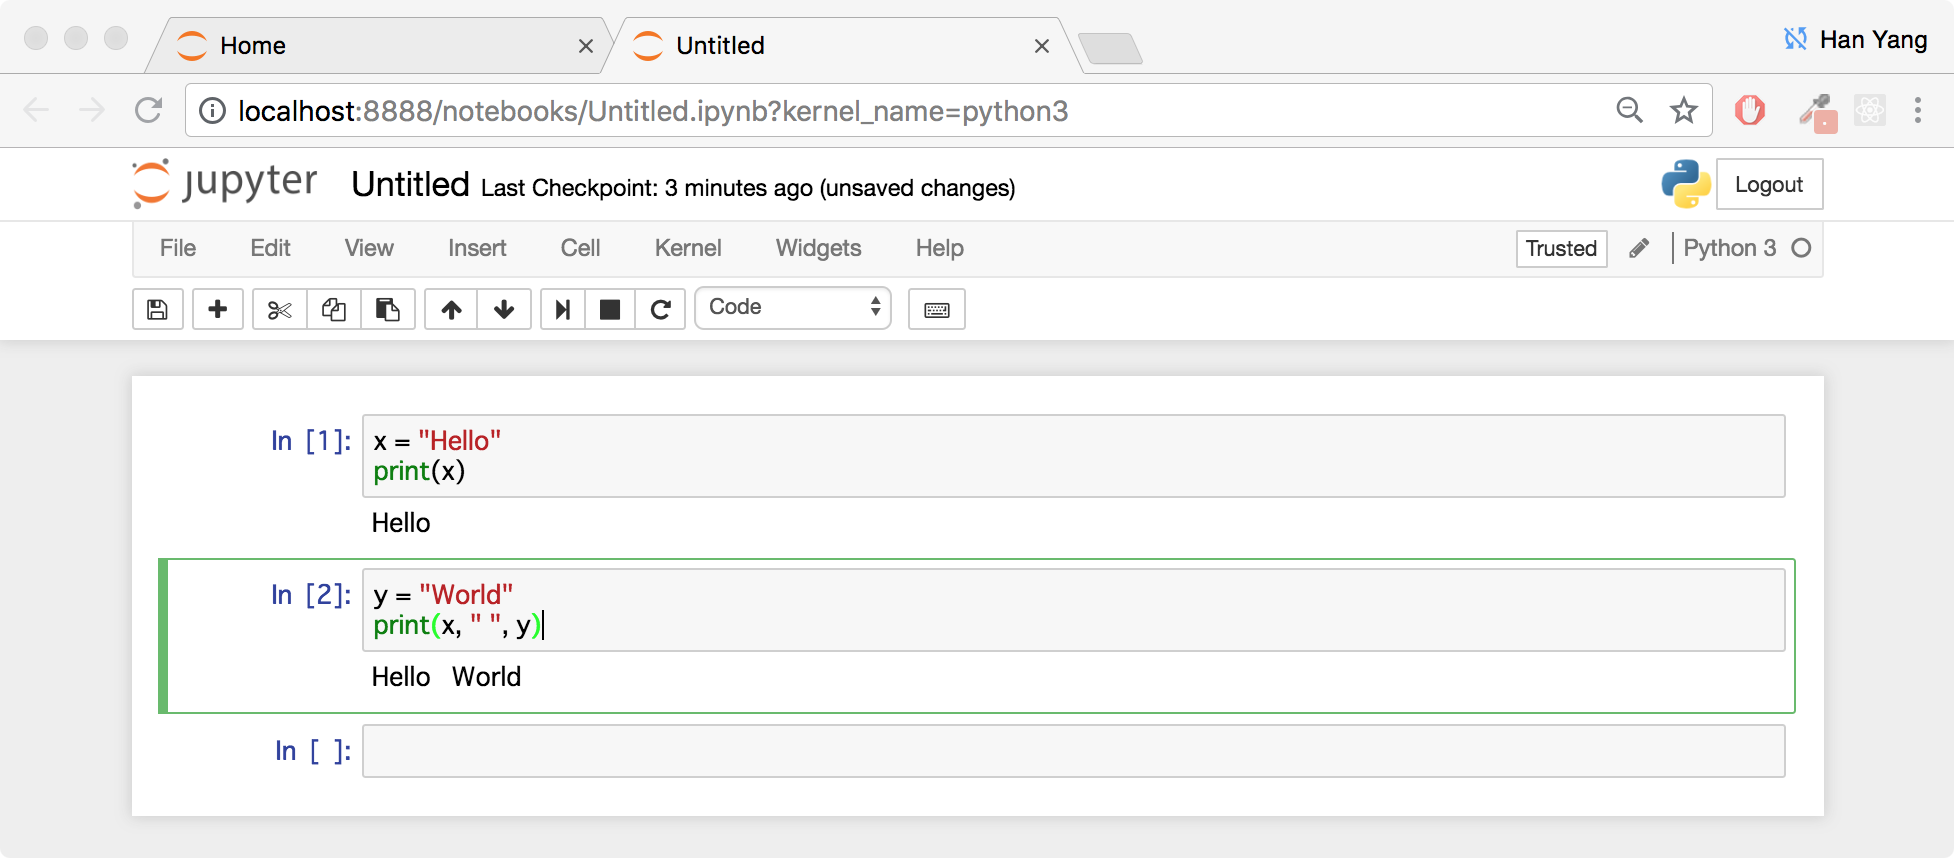 Home
Untitled
Han Yang
localhost:8888/notebooks/Untitled.ipynb?kernel_name=python3
jupyter Untitled Last Checkpoint: 3 minutes ago (unsaved changes)
Logout
File Edit View Insert Cell Kernel Widgets Help
Trusted
Python 3
Code
In [1]: x = "Hello"
print(x)
Hello
In [2]: y = "World"
print(x, " ", y)
Hello   World
In [ ]: